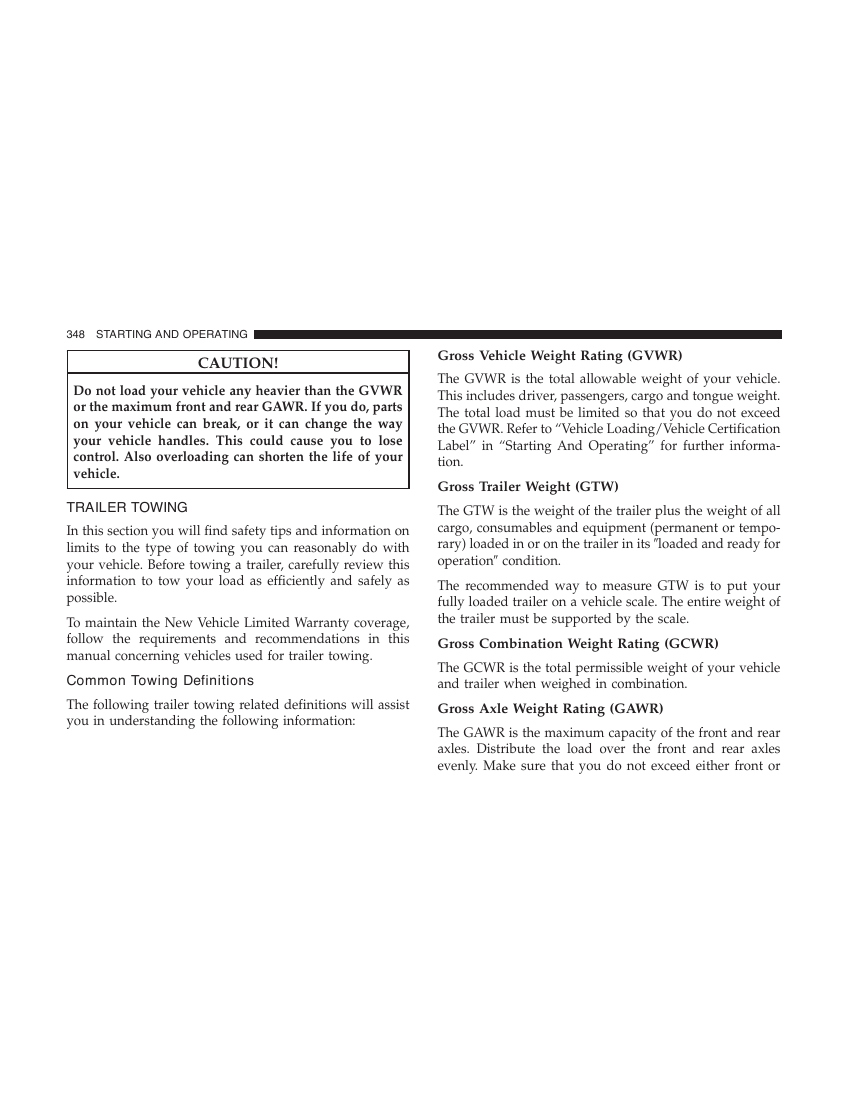 348 STARTING AND OPERATING
CAUTION!
Do not load your vehicle any heavier than the GVWR
or the maximum front and rear GAWR. If you do, parts
on your vehicle can break, or it can change the way
your vehicle handles. This could cause you to lose
control. Also overloading can shorten the life of your
vehicle.
TRAILER TOWING
In this section you will find safety tips and information on
limits to the type of towing you can reasonably do with
your vehicle. Before towing a trailer, carefully review this
information to tow your load as efficiently and safely as
possible.
To maintain the New Vehicle Limited Warranty coverage,
follow the requirements and recommendations in this
manual concerning vehicles used for trailer towing.
Common Towing Definitions
The following trailer towing related definitions will assist
you in understanding the following information:
Gross Vehicle Weight Rating (GVWR)
The GVWR is the total allowable weight of your vehicle.
This includes driver, passengers, cargo and tongue weight.
The total load must be limited so that you do not exceed
the GVWR. Refer to “Vehicle Loading/Vehicle Certification
Label” in “Starting And Operating” for further informa-
tion.
Gross Trailer Weight (GTW)
The GTW is the weight of the trailer plus the weight of all
cargo, consumables and equipment (permanent or tempo-
rary) loaded in or on the trailer in its ″loaded and ready for
operation″ condition.
The recommended way to measure GTW is to put your
fully loaded trailer on a vehicle scale. The entire weight of
the trailer must be supported by the scale.
Gross Combination Weight Rating (GCWR)
The GCWR is the total permissible weight of your vehicle
and trailer when weighed in combination.
Gross Axle Weight Rating (GAWR)
The GAWR is the maximum capacity of the front and rear
axles. Distribute the load over the front and rear axles
evenly. Make sure that you do not exceed either front or